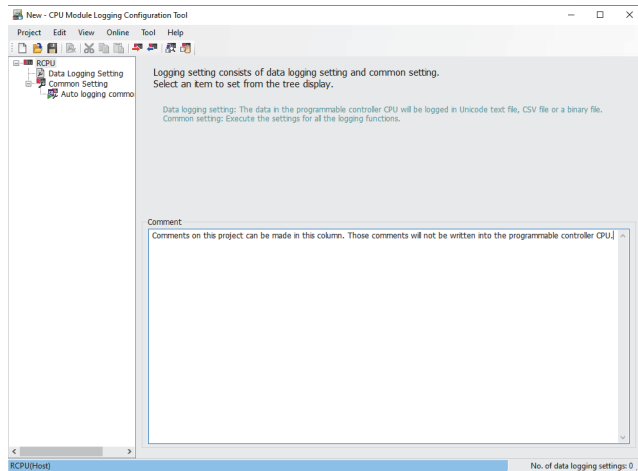 New - CPU Module Logging Configuration Tool
Project Edit View Online Tool Help
RCPU
Data Logging Setting
Common Setting
Auto logging commo
Logging setting consists of data logging setting and common setting.
Select an item to set from the tree display.
Data logging setting: The data in the programmable controller CPU will be logged in Unicode text file, CSV file or a binary file.
Common setting: Execute the settings for all the logging functions.
Comment
Comments on this project can be made in this column. Those comments will not be written into the programmable controller CPU.
RCPU(Host)
No. of data logging settings: 0